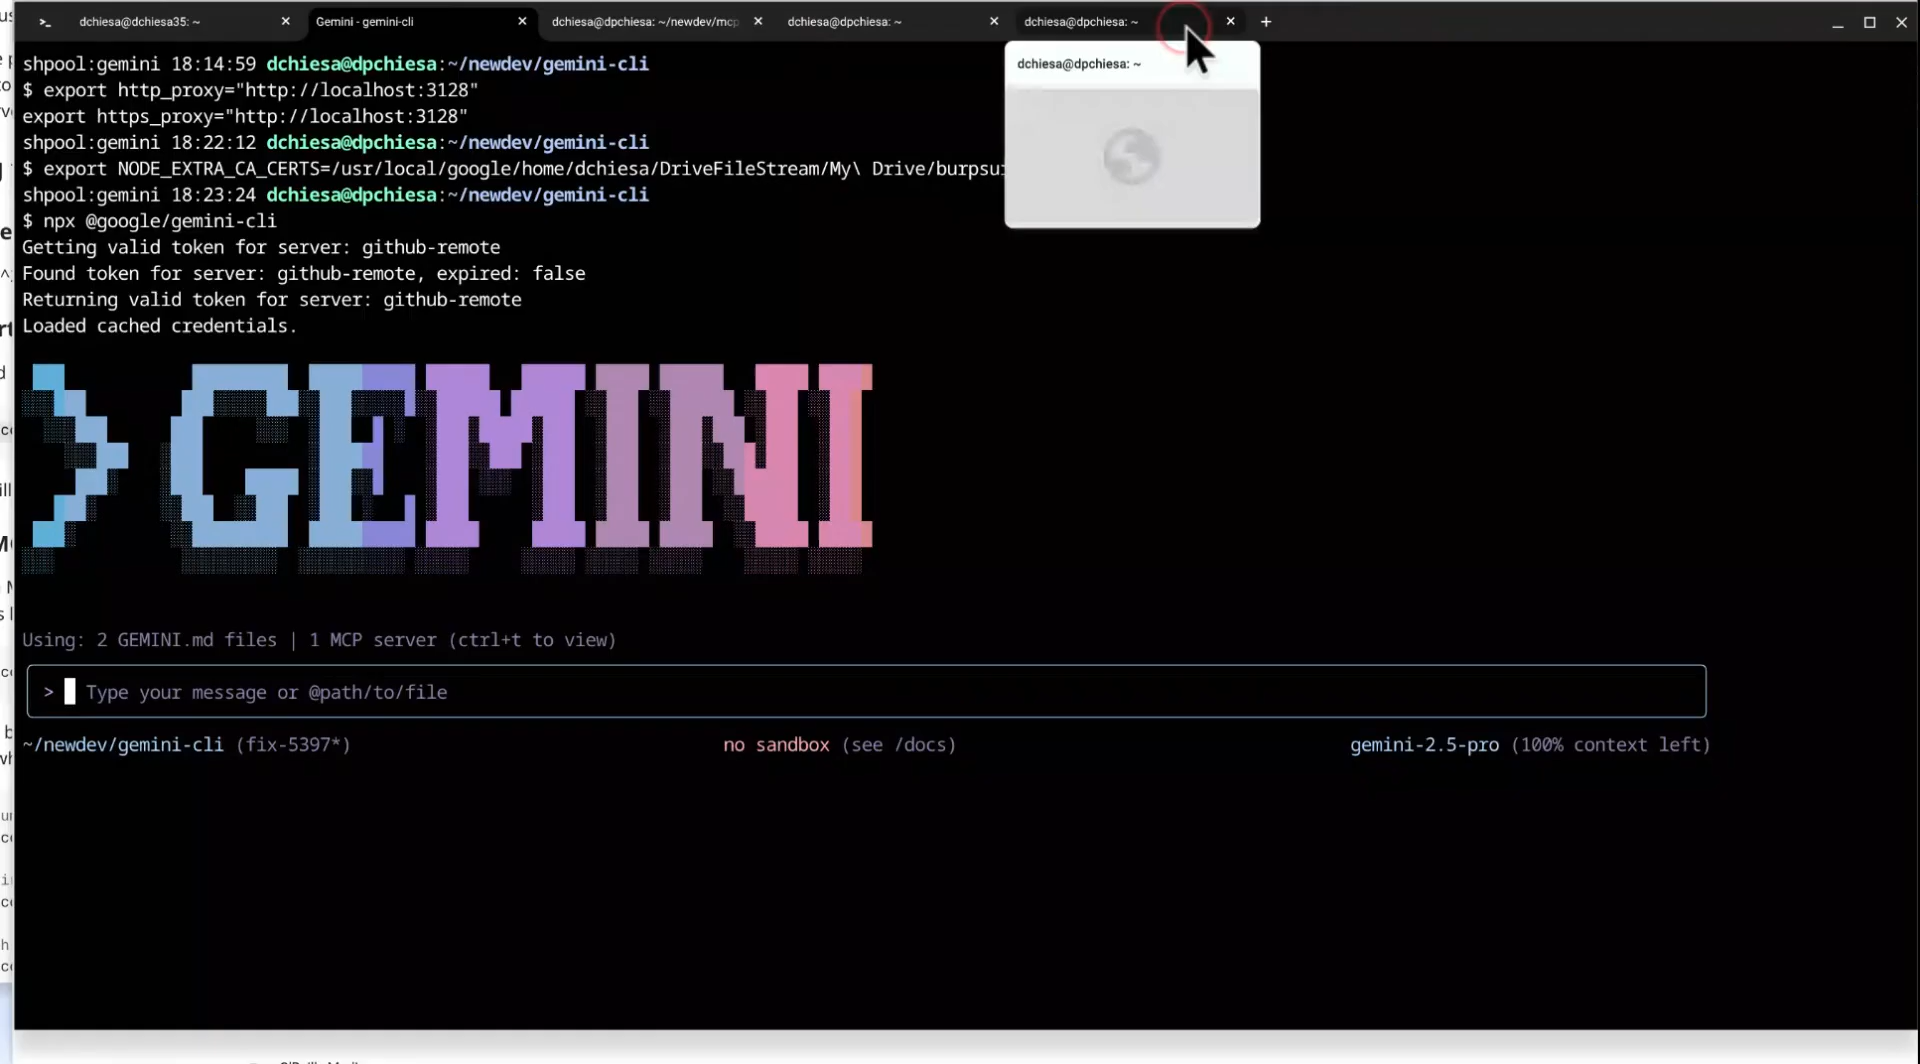 dchiesa@dchiesa35: ~
Gemini - gemini-cli
dchiesa@dpchiesa: ~/newdev/mcp
dchiesa@dpchiesa: ~
dchiesa@dpchiesa: ~
dchiesa@dpchiesa: ~
shpool:gemini 18:14:59 dchiesa@dpchiesa:~/newdev/gemini-cli
$ export http_proxy="http://localhost:3128"
export https_proxy="http://localhost:3128"
shpool:gemini 18:22:12 dchiesa@dpchiesa:~/newdev/gemini-cli
$ export NODE_EXTRA_CA_CERTS=/usr/local/google/home/dchiesa/DriveFileStream/My\ Drive/burpsui
shpool:gemini 18:23:24 dchiesa@dpchiesa:~/newdev/gemini-cli
$ npx @google/gemini-cli
Getting valid token for server: github-remote
Found token for server: github-remote, expired: false
Returning valid token for server: github-remote
Loaded cached credentials.
> GEMINI
Using: 2 GEMINI.md files | 1 MCP server (ctrl+t to view)
> Type your message or @path/to/file
~/newdev/gemini-cli (fix-5397*)
no sandbox (see /docs)
gemini-2.5-pro (100% context left)